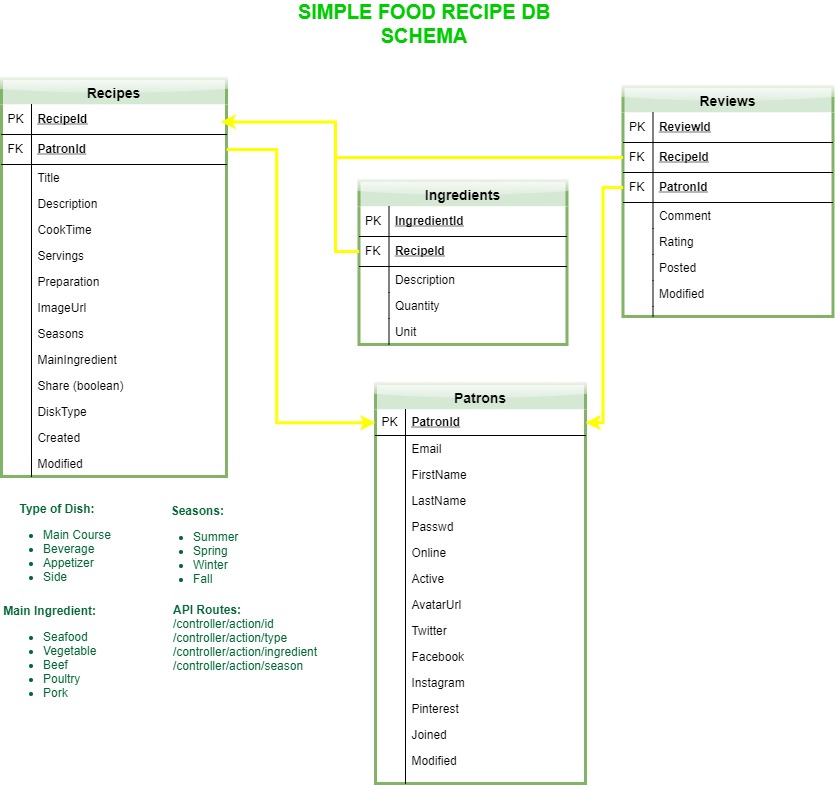 SIMPLE FOOD RECIPE DB
SCHEMA
Recipes
PK RecipeId
FK PatronId
Title
Description
CookTime
Servings
Preparation
ImageUrl
Seasons
MainIngredient
Share (boolean)
DiskType
Created
Modified
Ingredients
PK IngredientId
FK RecipeId
Description
Quantity
Unit
Reviews
PK ReviewId
FK RecipeId
FK PatronId
Comment
Rating
Posted
Modified
Patrons
PK PatronId
Email
FirstName
LastName
Passwd
Online
Active
AvatarUrl
Twitter
Facebook
Instagram
Pinterest
Joined
Modified
Type of Dish:
Main Course
Beverage
Appetizer
Side
Seasons:
Summer
Spring
Winter
Fall
Main Ingredient:
Seafood
Vegetable
Beef
Poultry
Pork
API Routes:
/controller/action/id
/controller/action/type
/controller/action/ingredient
/controller/action/season